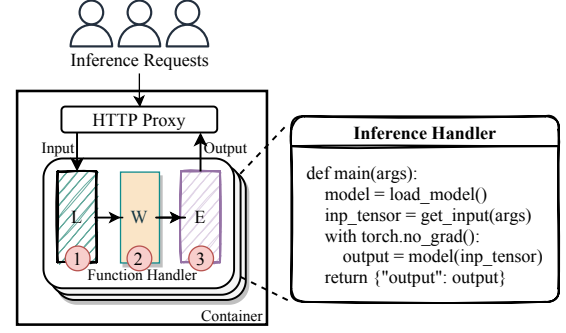 Inference Requests
HTTP Proxy
Input
Output
L
W
E
1
2
3
Function Handler
Container
Inference Handler
def main(args):
model = load_model()
inp_tensor = get_input(args)
with torch.no_grad():
output = model(inp_tensor)
return {"output": output}